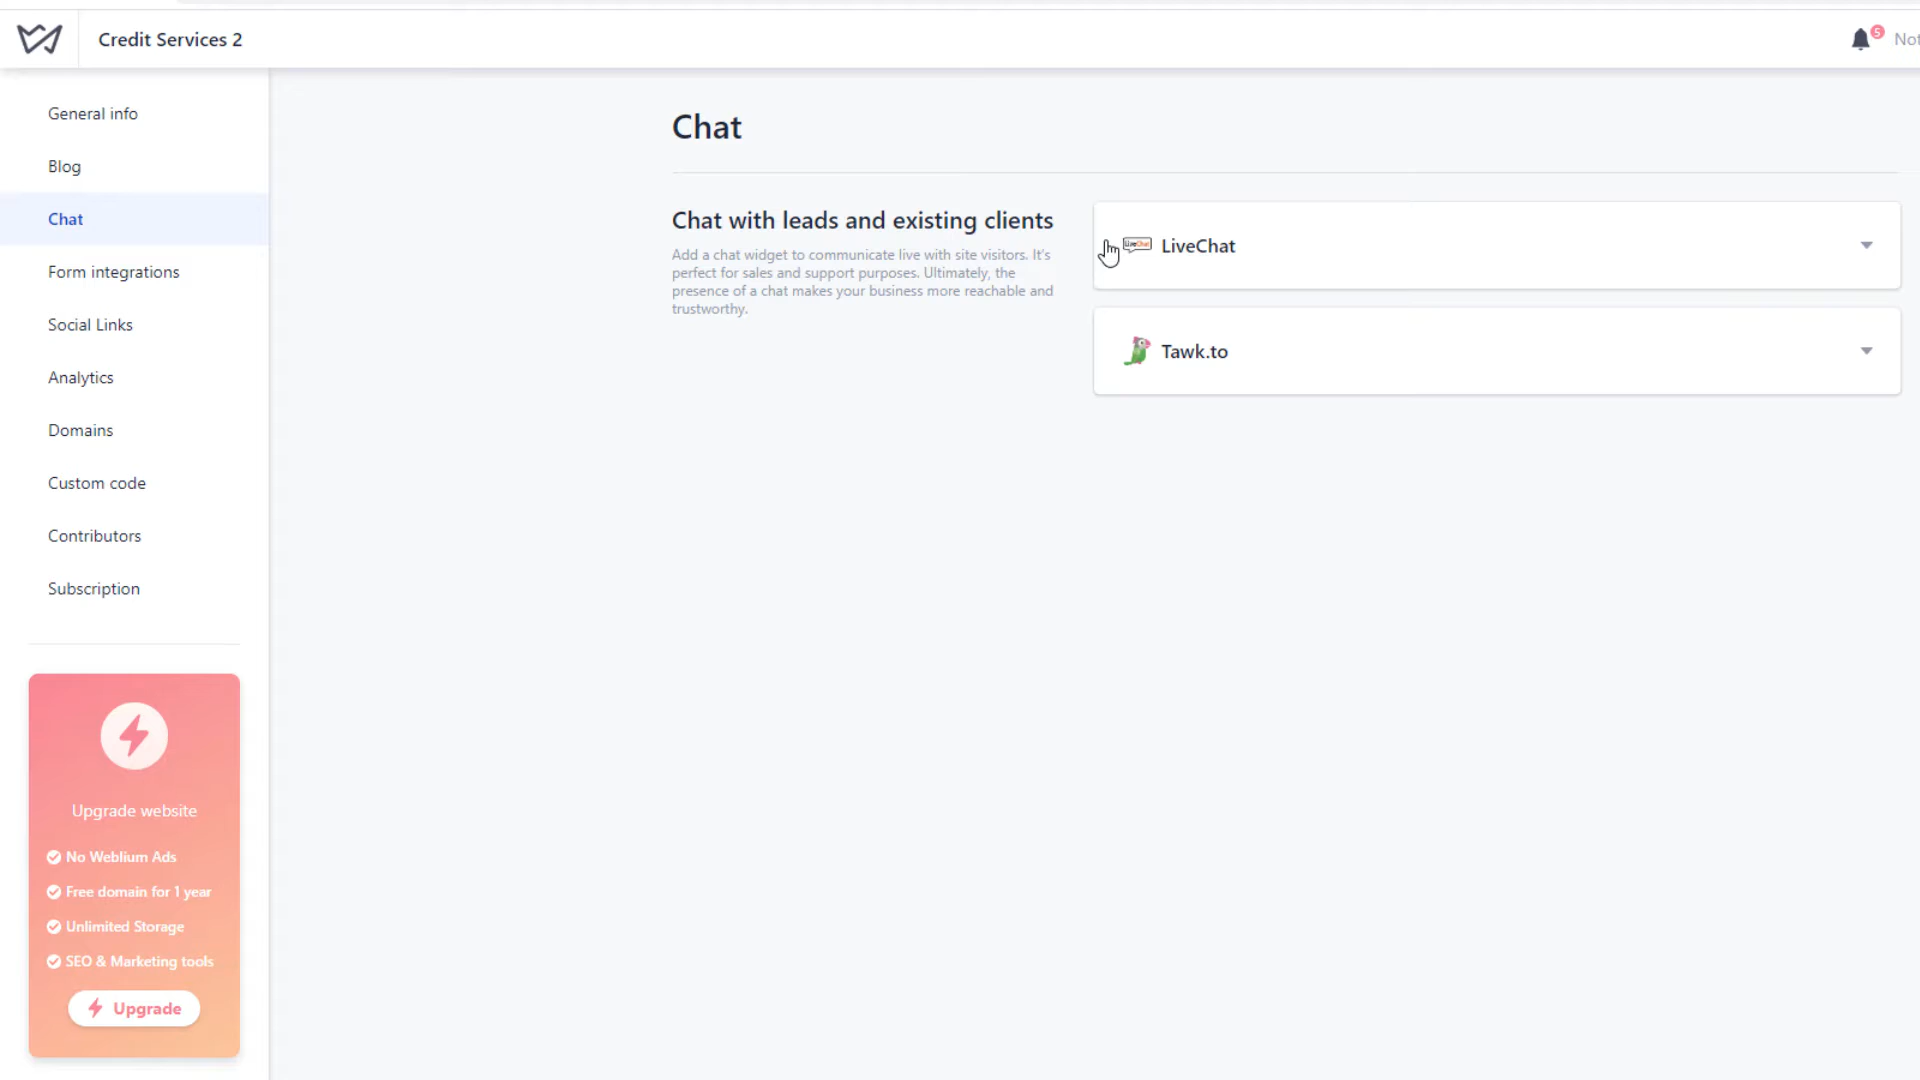 Credit Services 2
5
Not
General info
Blog
Chat
Form integrations
Social Links
Analytics
Domains
Custom code
Contributors
Subscription
Upgrade website
No Weblium Ads
Free domain for 1 year
Unlimited Storage
SEO & Marketing tools
Upgrade
Chat
Chat with leads and existing clients
Add a chat widget to communicate live with site visitors. It's
perfect for sales and support purposes. Ultimately, the
presence of a chat makes your business more reachable and
trustworthy.
LiveChat
LiveChat
Tawk.to